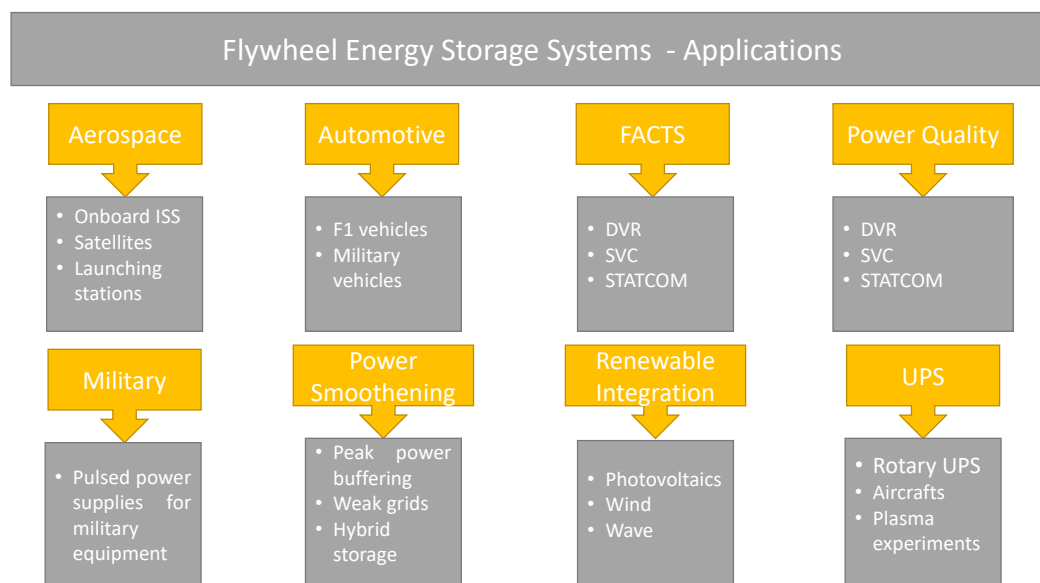 Flywheel Energy Storage Systems - Applications
Aerospace
• Onboard ISS
• Satellites
• Launching
stations
Automotive
• F1 vehicles
• Military
vehicles
FACTS
• DVR
• SVC
• STATCOM
Power Quality
• DVR
• SVC
• STATCOM
Military
• Pulsed power
supplies for
military
equipment
Power
Smoothening
• Peak power
buffering
• Weak grids
• Hybrid
storage
Renewable
Integration
• Photovoltaics
• Wind
• Wave
UPS
• Rotary UPS
• Aircrafts
• Plasma
experiments